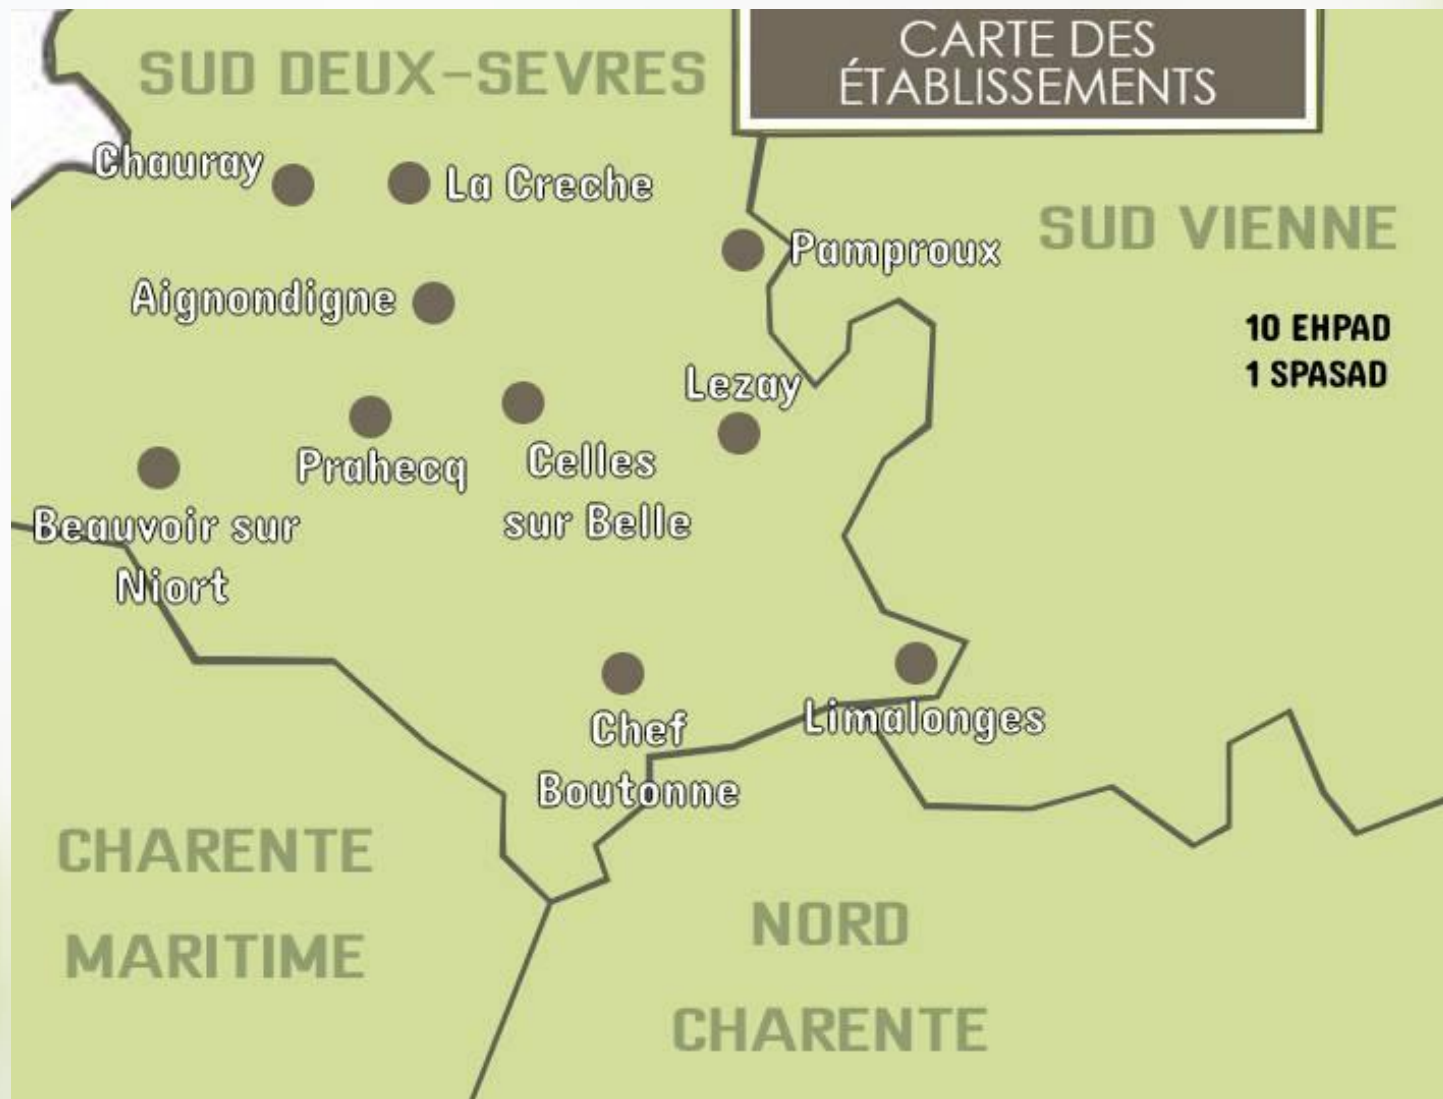 CARTE DES
ÉTABLISSEMENTS
SUD DEUX-SEVRES
Chauray
La Creche
SUD VIENNE
Pamproux
Aignondigne
10 EHPAD
1 SPASAD
Lezay
Prahecq
Celles
sur Belle
Beauvoir sur
Niort
Chef
Boutonne
Limalonges
CHARENTE
MARITIME
NORD
CHARENTE